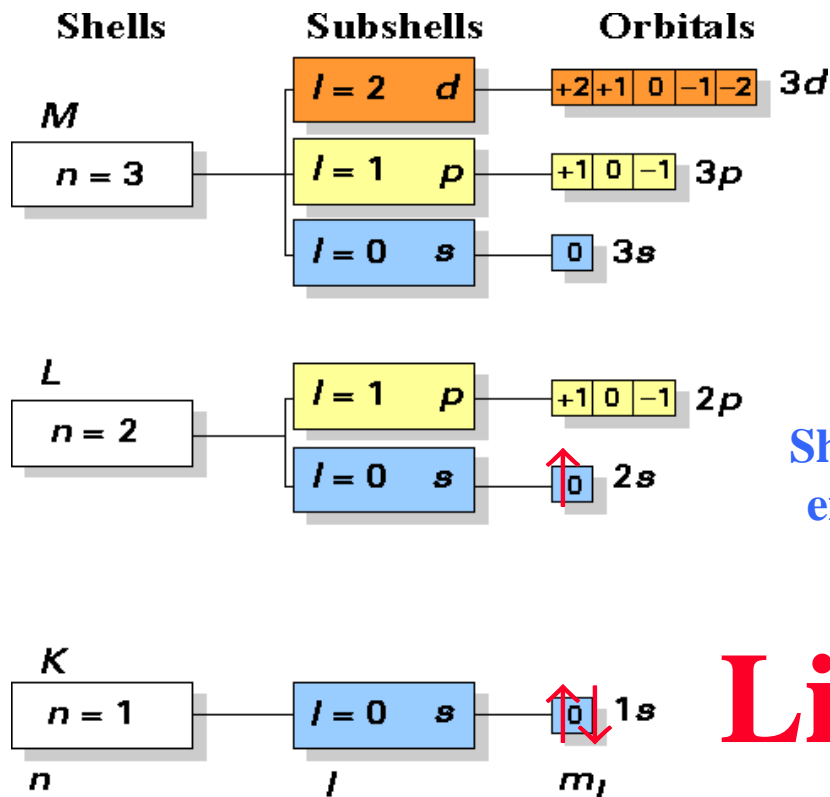 Shells Subshells Orbitals
l = 2 d +2 +1 0 −1 −2 3d
M
n = 3 l = 1 p +1 0 −1 3p
l = 0 s 0 3s
L
l = 1 p +1 0 −1 2p
n = 2
l = 0 s 0 2s
K
n = 1 l = 0 s 0 1s
Li
n l ml